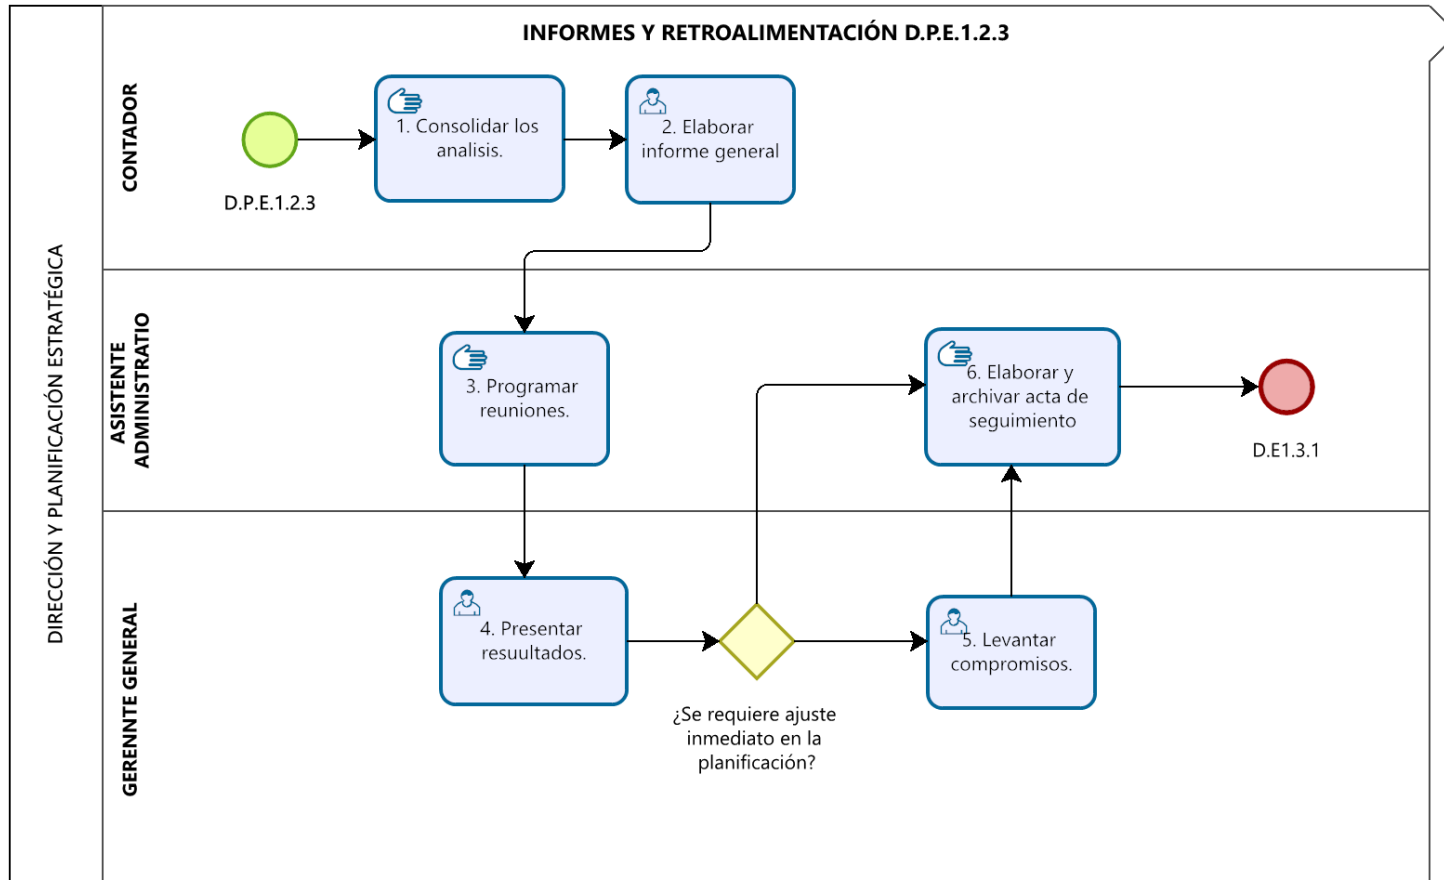 INFORMES Y RETROALIMENTACIÓN D.P.E.1.2.3
DIRECCIÓN Y PLANIFICACIÓN ESTRATÉGICA
CONTADOR
D.P.E.1.2.3
1. Consolidar los
analisis.
2. Elaborar
informe general
ASISTENTE
ADMINISTRATIO
3. Programar
reuniones.
6. Elaborar y
archivar acta de
seguimiento
D.E1.3.1
GERENNTE GENERAL
4. Presentar
resuultados.
¿Se requiere ajuste
inmediato en la
planificación?
5. Levantar
compromisos.